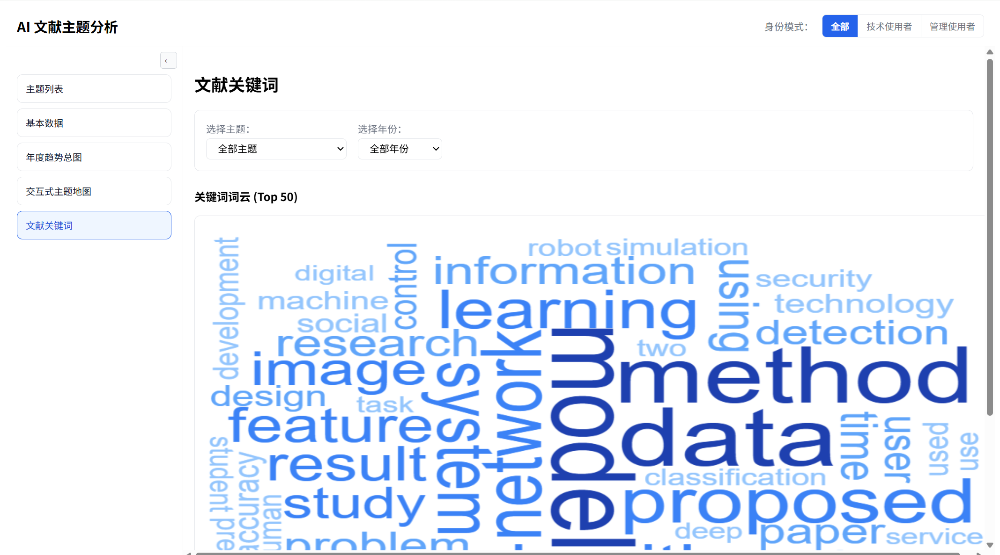 AI 文献主题分析
身份模式：
全部
技术使用者
管理使用者
←
主题列表
基本数据
年度趋势总图
交互式主题地图
文献关键词
文献关键词
选择主题：
选择年份：
全部主题
全部年份
关键词词云 (Top 50)
development
digital
control
robot
simulation
information
using
security
machine
technology
social
learning
detection
research
network
model
two
method
image
system
design
task
feature
data
time
user
used
use
student
accuracy
result
classification
study
proposed
problem
deep
paper
service